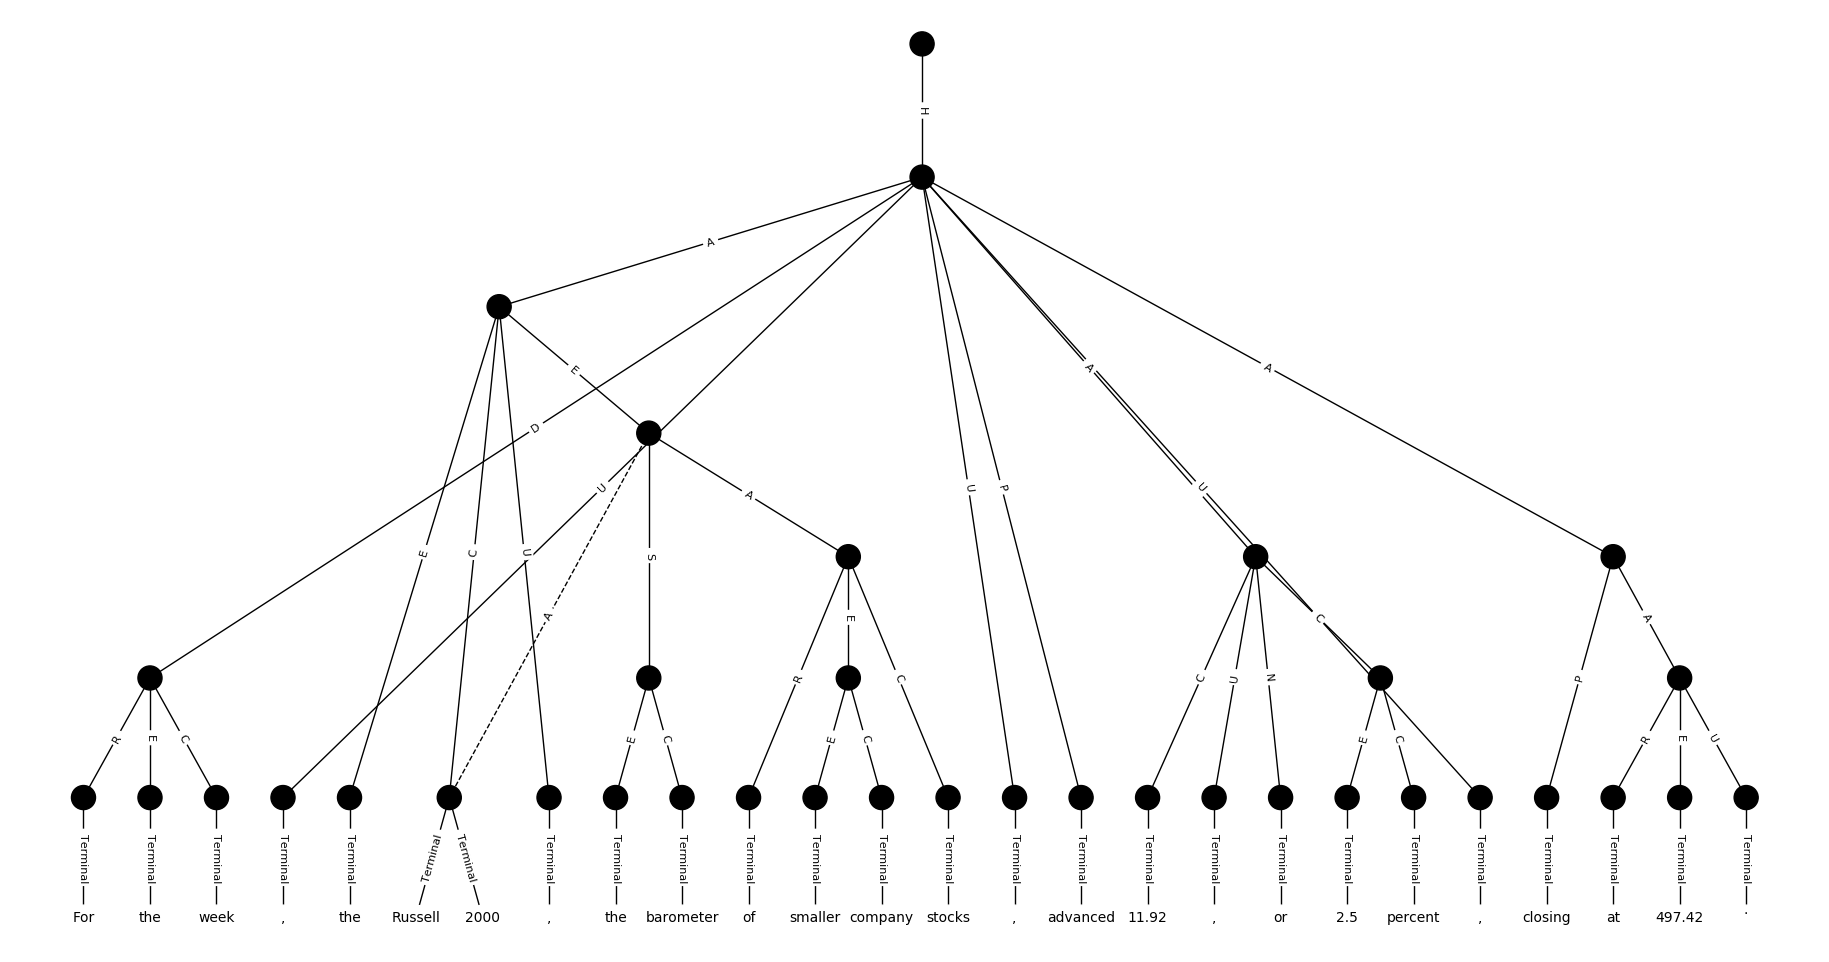 H
A
E
A
A
D
U
A
U
P
U
E
C
U
S
A
E
C
R
C
C
U
N
P
A
R
E
C
E
C
E
C
E
C
R
E
U
Terminal Terminal Terminal Terminal Terminal Terminal Terminal Terminal Terminal Terminal Terminal Terminal Terminal Terminal Terminal Terminal Terminal Terminal Terminal Terminal Terminal Terminal Terminal Terminal Terminal Terminal
For the week , the Russell 2000 , the barometer of smaller company stocks , advanced 11.92 , or 2.5 percent , closing at 497.42 .